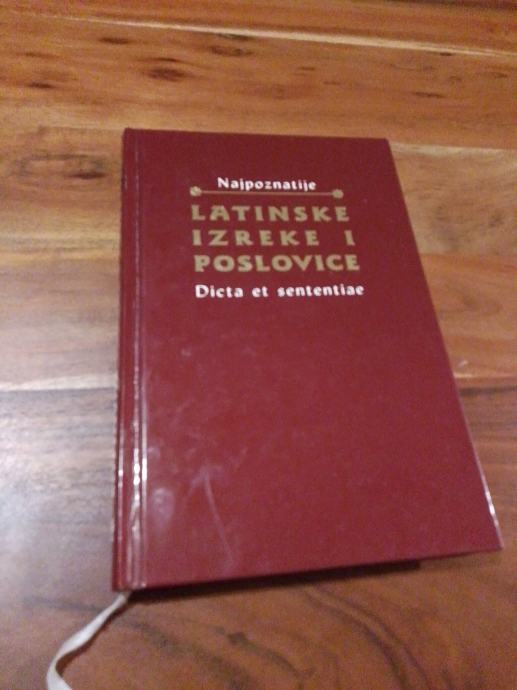 Najpoznatije
LATINSKE
IZREKE I
POSLOVICE
Dicta et sententiae